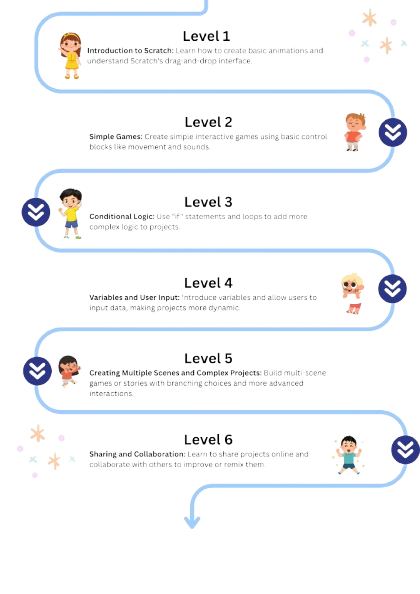 Level 1
Introduction to Scratch: Learn how to create basic animations and
understand Scratch's drag-and-drop interface.
Level 2
Simple Games: Create simple interactive games using basic control
blocks like movement and sounds.
Level 3
Conditional Logic: Use "if" statements and loops to add more
complex logic to projects.
Level 4
Variables and User Input: Introduce variables and allow users to
input data, making projects more dynamic.
Level 5
Creating Multiple Scenes and Complex Projects: Build multi-scene
games or stories with branching choices and more advanced
interactions.
Level 6
Sharing and Collaboration: Learn to share projects online and
collaborate with others to improve or remix them.